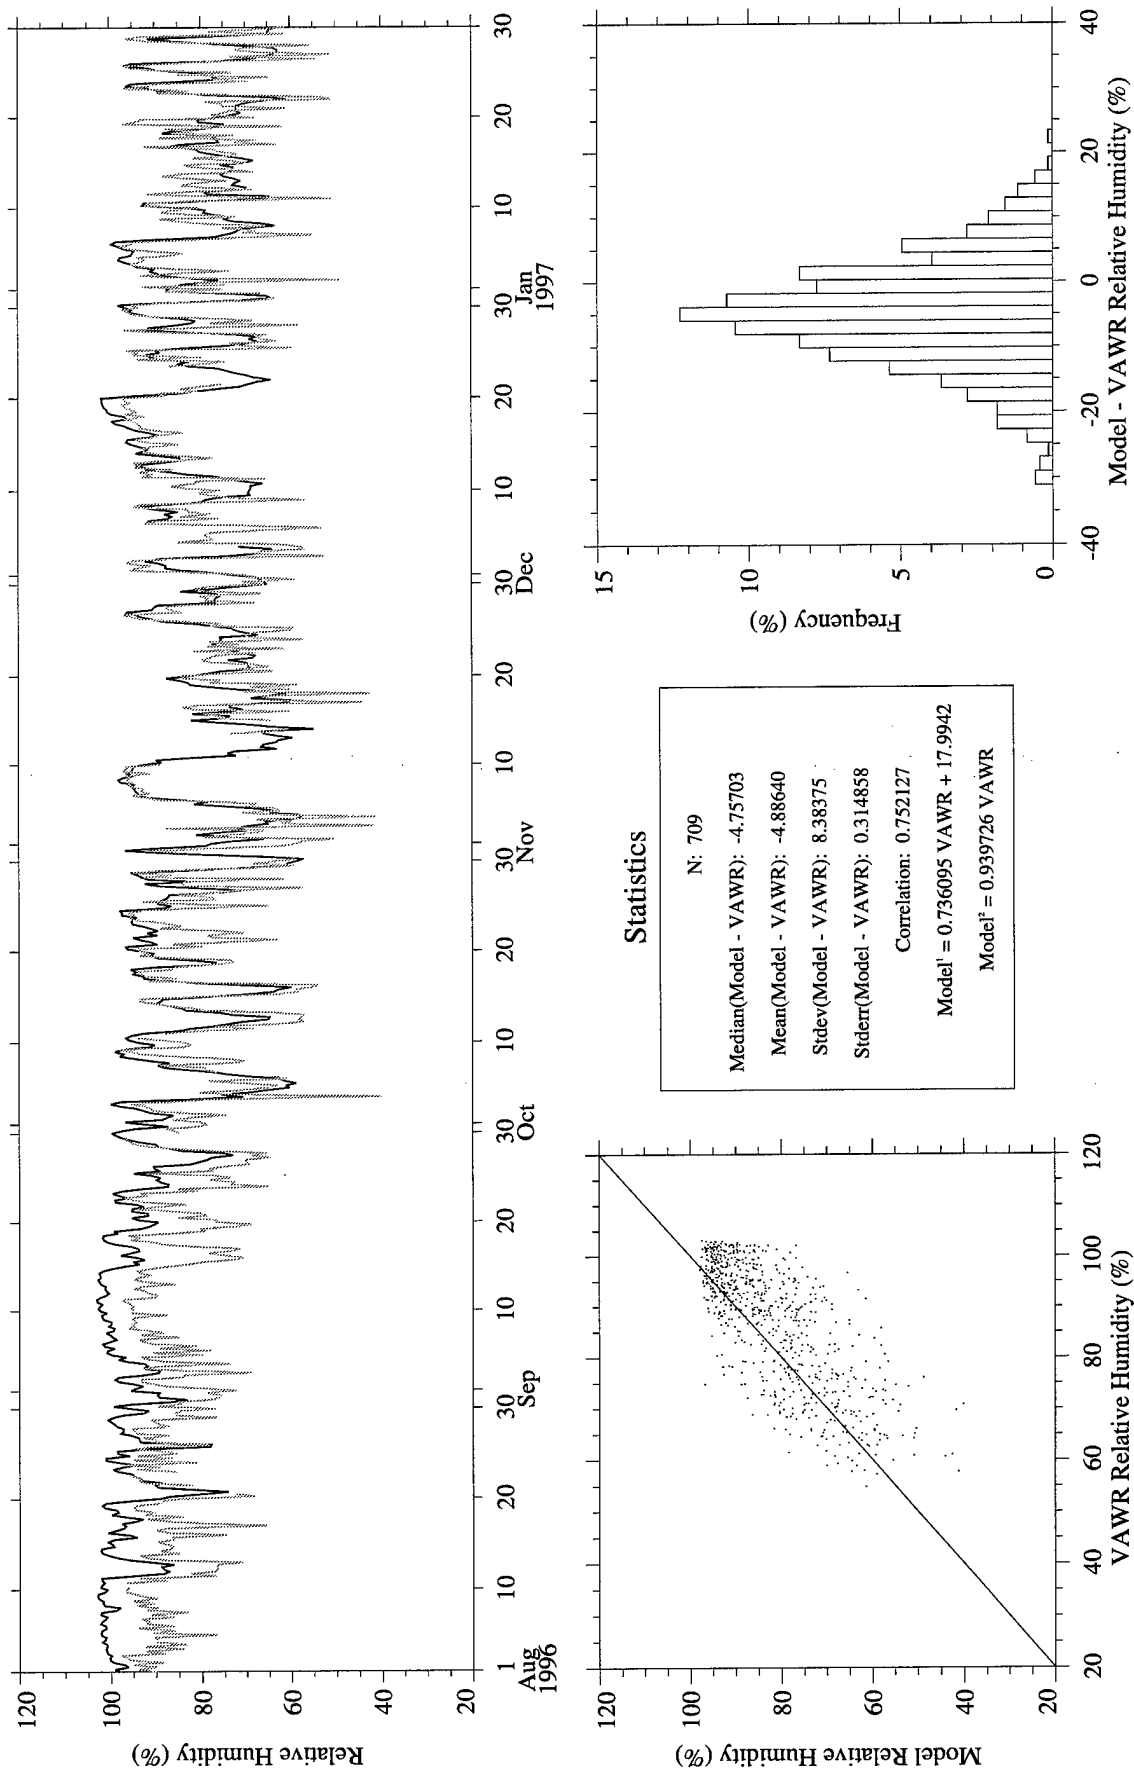 120
100
80
60
40
20
Relative Humidity (%)
1 10 20 30 10 20 30 10 20 30 10 20 30 10 20 30 10 20 30
Aug Sep Oct Nov Dec Jan
1996 1997
120
100
80
60
40
20
Model Relative Humidity (%)
20 40 60 80 100 120
VAWR Relative Humidity (%)
Statistics
N: 709
Median(Model - VAWR): -4.75703
Mean(Model - VAWR): -4.88640
Stdev(Model - VAWR): 8.38375
Stderr(Model - VAWR): 0.314858
Correlation: 0.752127
Model¹ = 0.736095 VAWR + 17.9942
Model² = 0.939726 VAWR
15
10
5
0
Frequency (%)
-40 -20 0 20 40
Model - VAWR Relative Humidity (%)